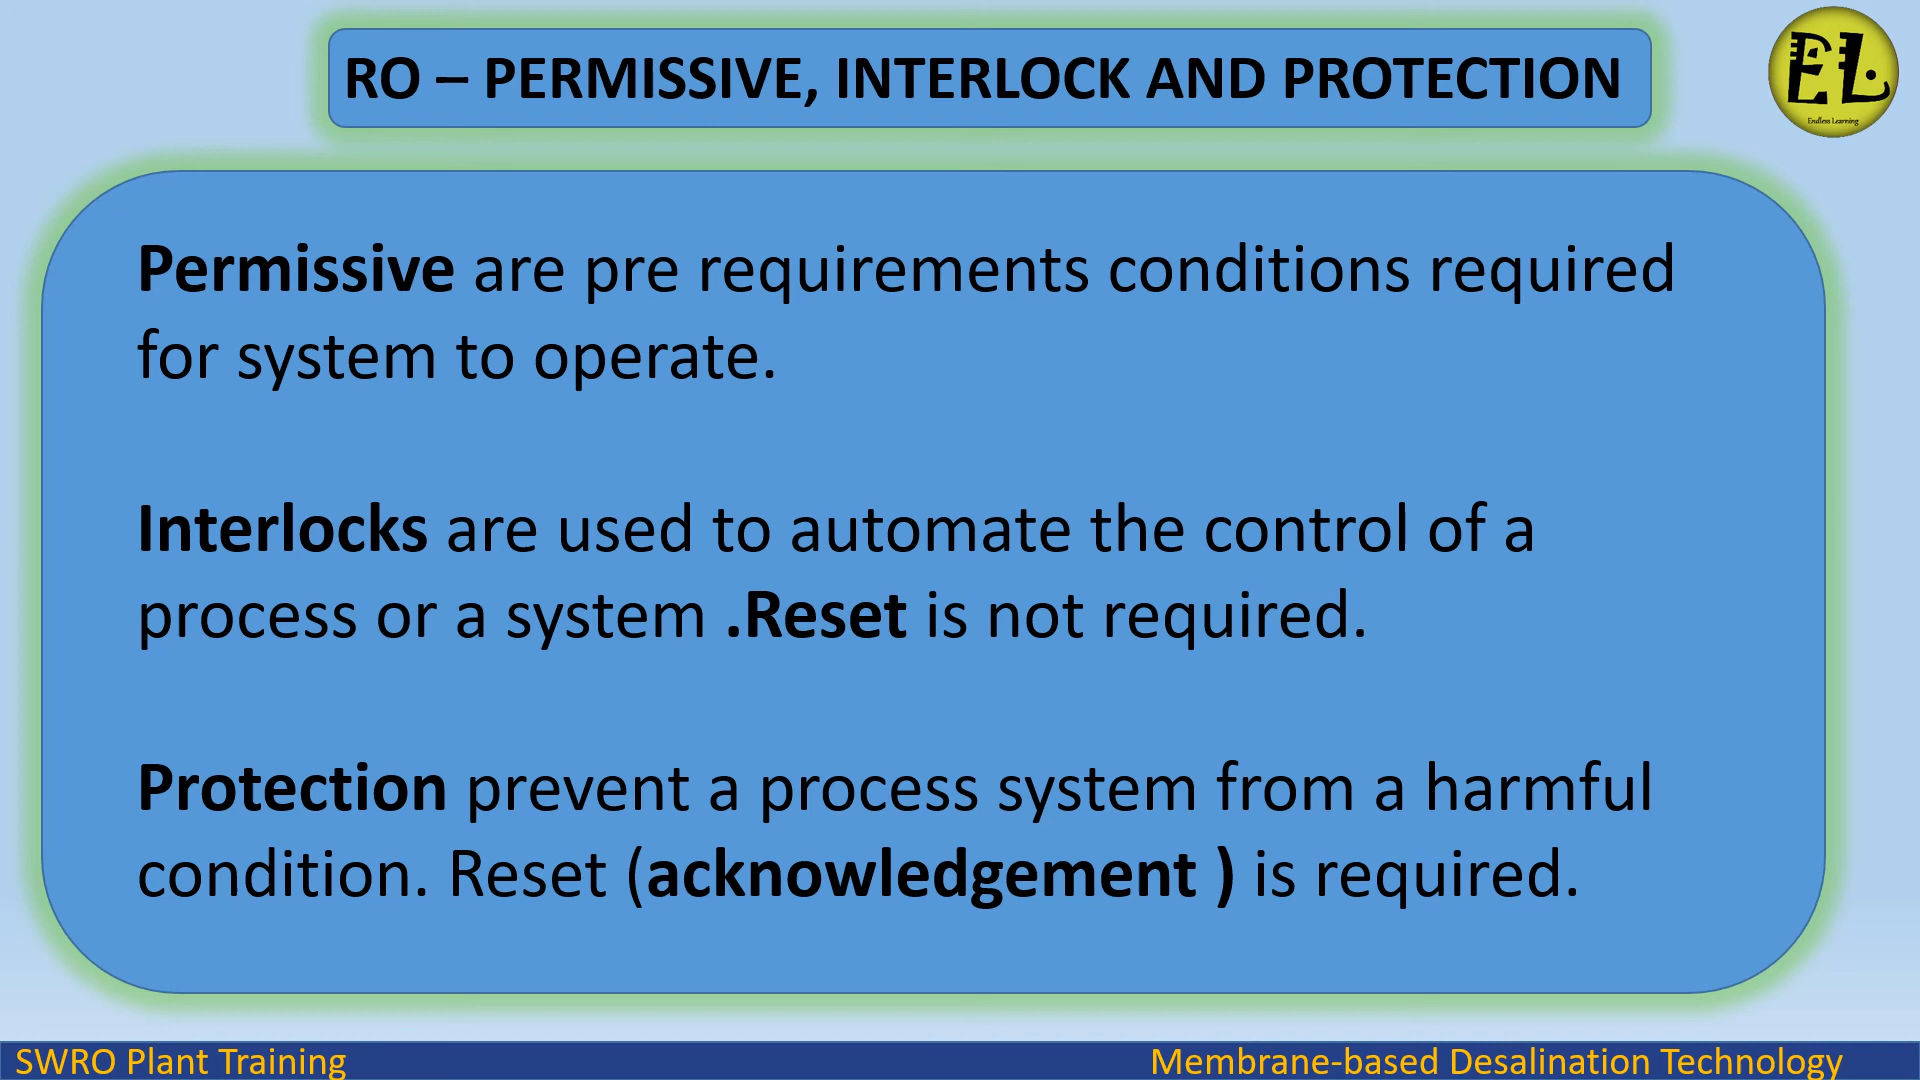 RO – PERMISSIVE, INTERLOCK AND PROTECTION
EL
Endless Learning
Permissive are pre requirements conditions required
for system to operate.
Interlocks are used to automate the control of a
process or a system .Reset is not required.
Protection prevent a process system from a harmful
condition. Reset (acknowledgement ) is required.
SWRO Plant Training
Membrane-based Desalination Technology